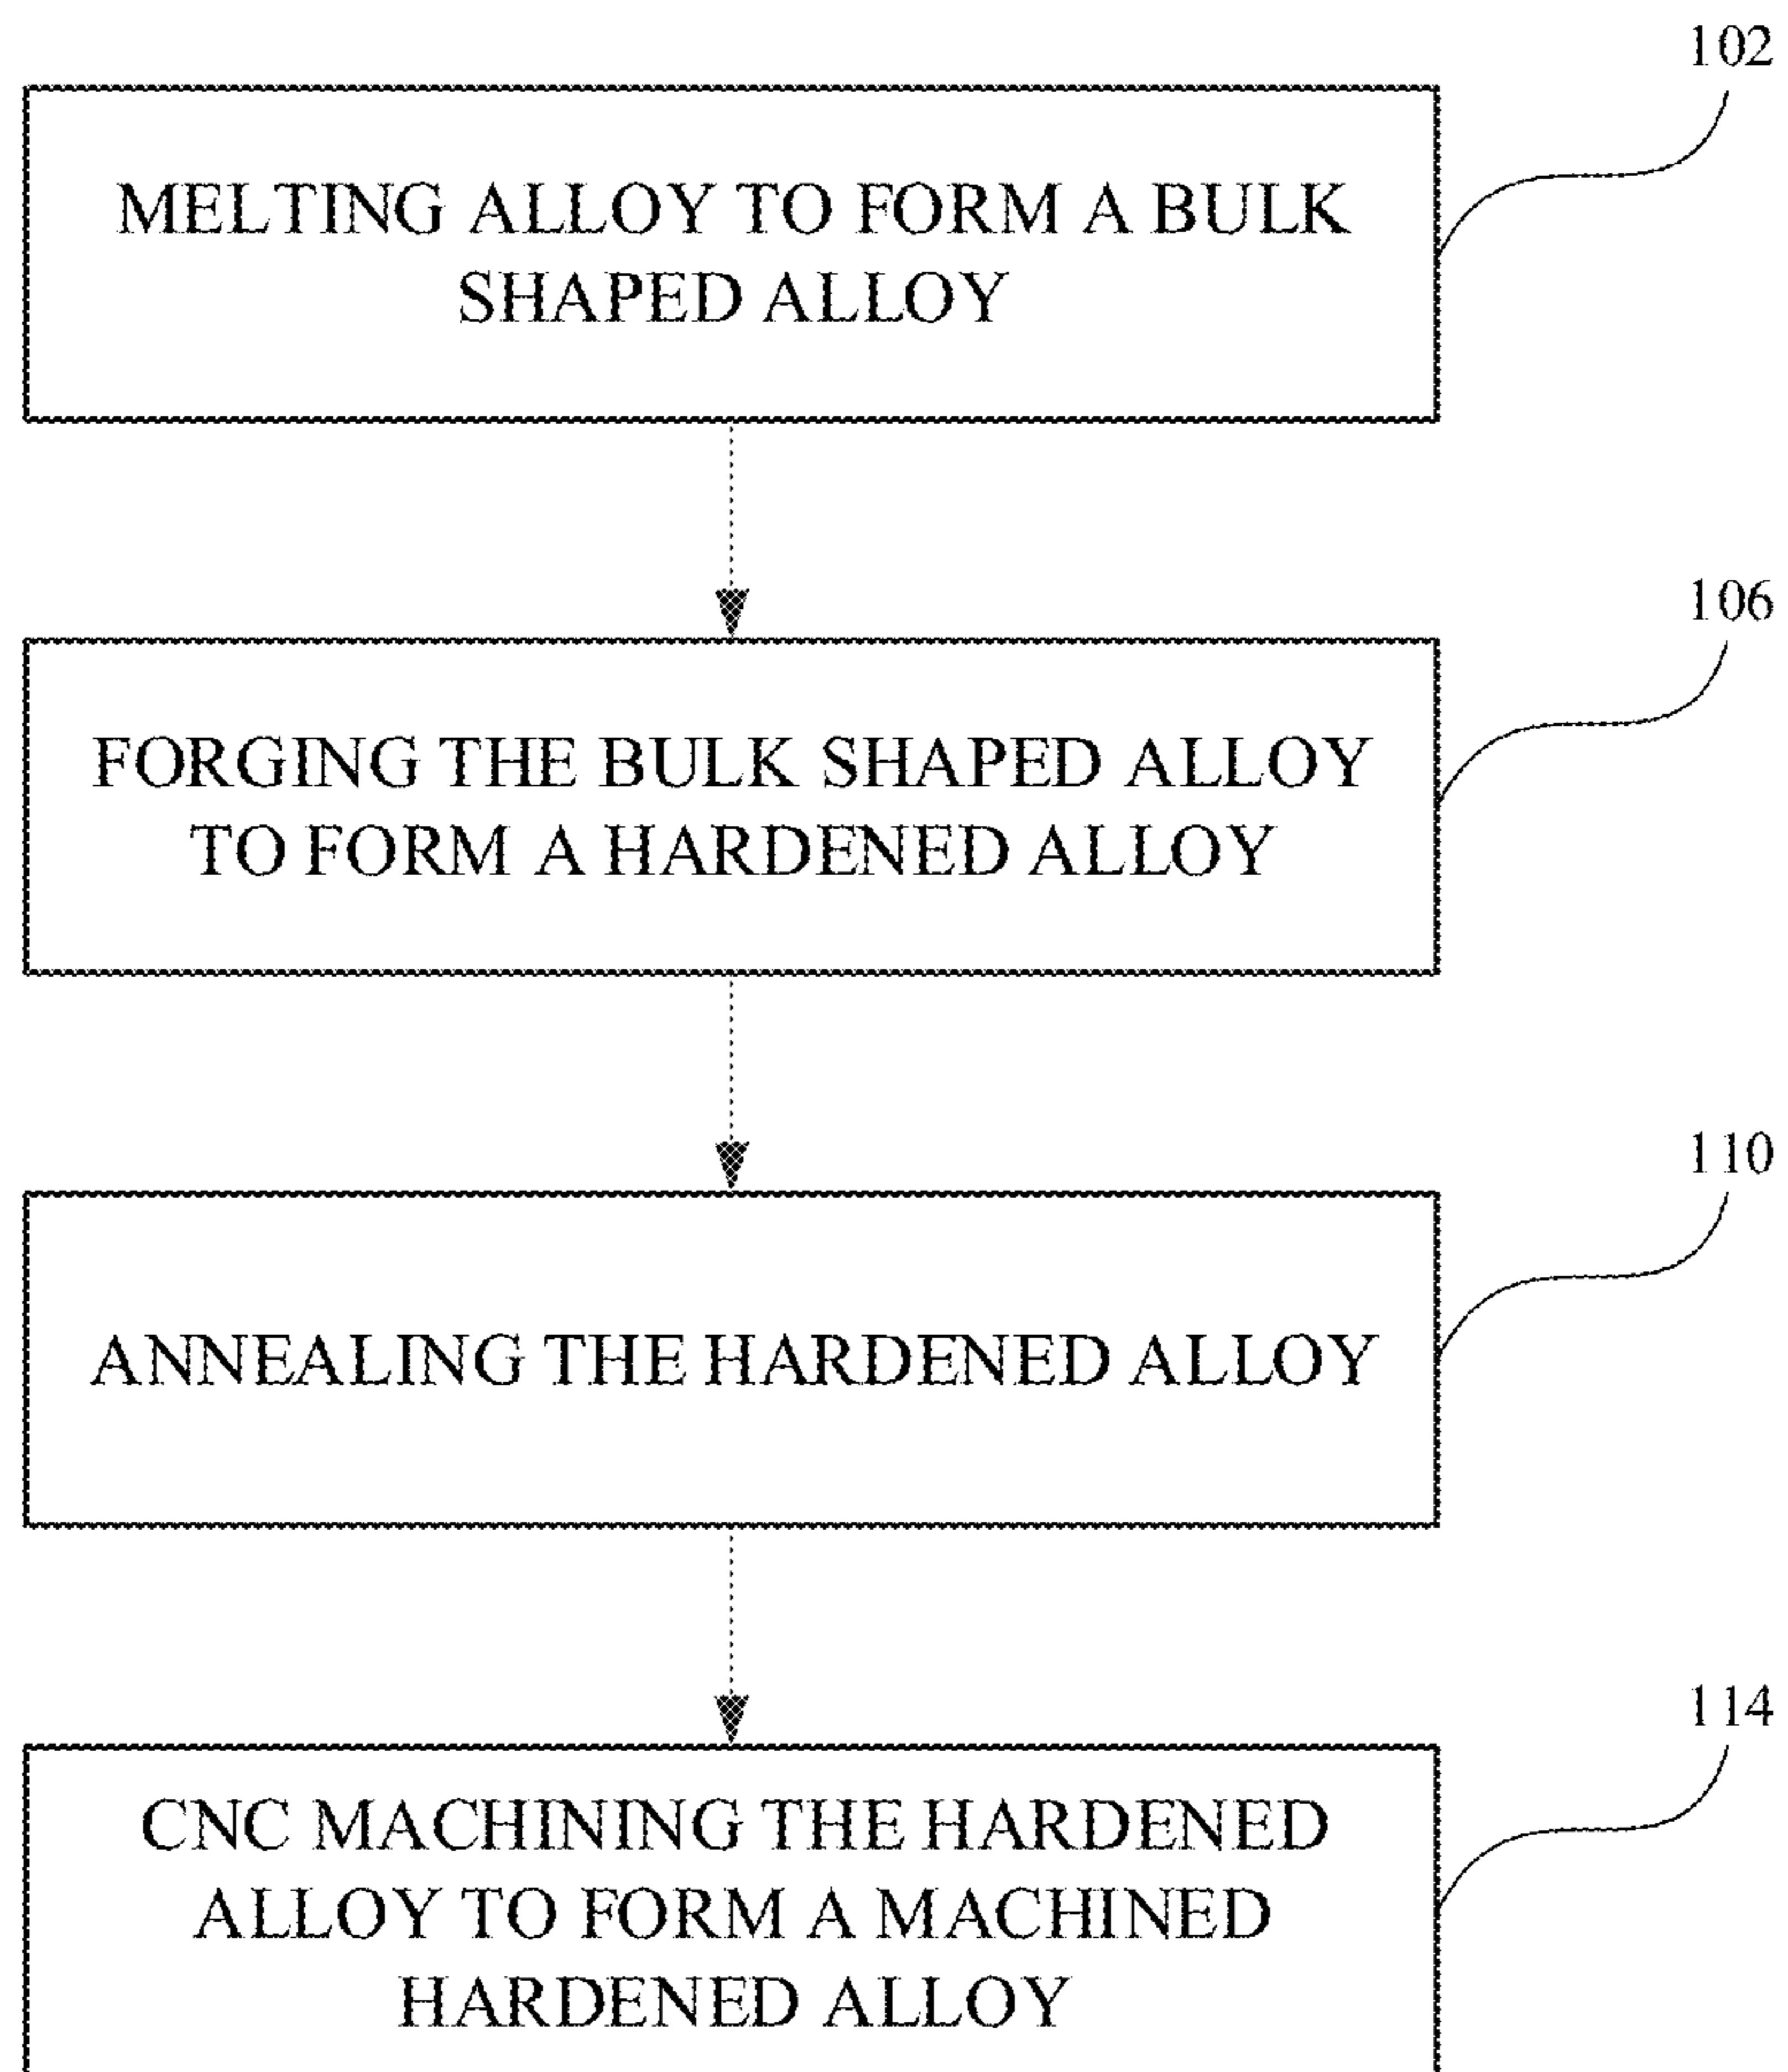 102
MELTING ALLOY TO FORM A BULK
SHAPED ALLOY
106
FORGING THE BULK SHAPED ALLOY
TO FORM A HARDENED ALLOY
110
ANNEALING THE HARDENED ALLOY
114
CNC MACHINING THE HARDENED
ALLOY TO FORM A MACHINED
HARDENED ALLOY